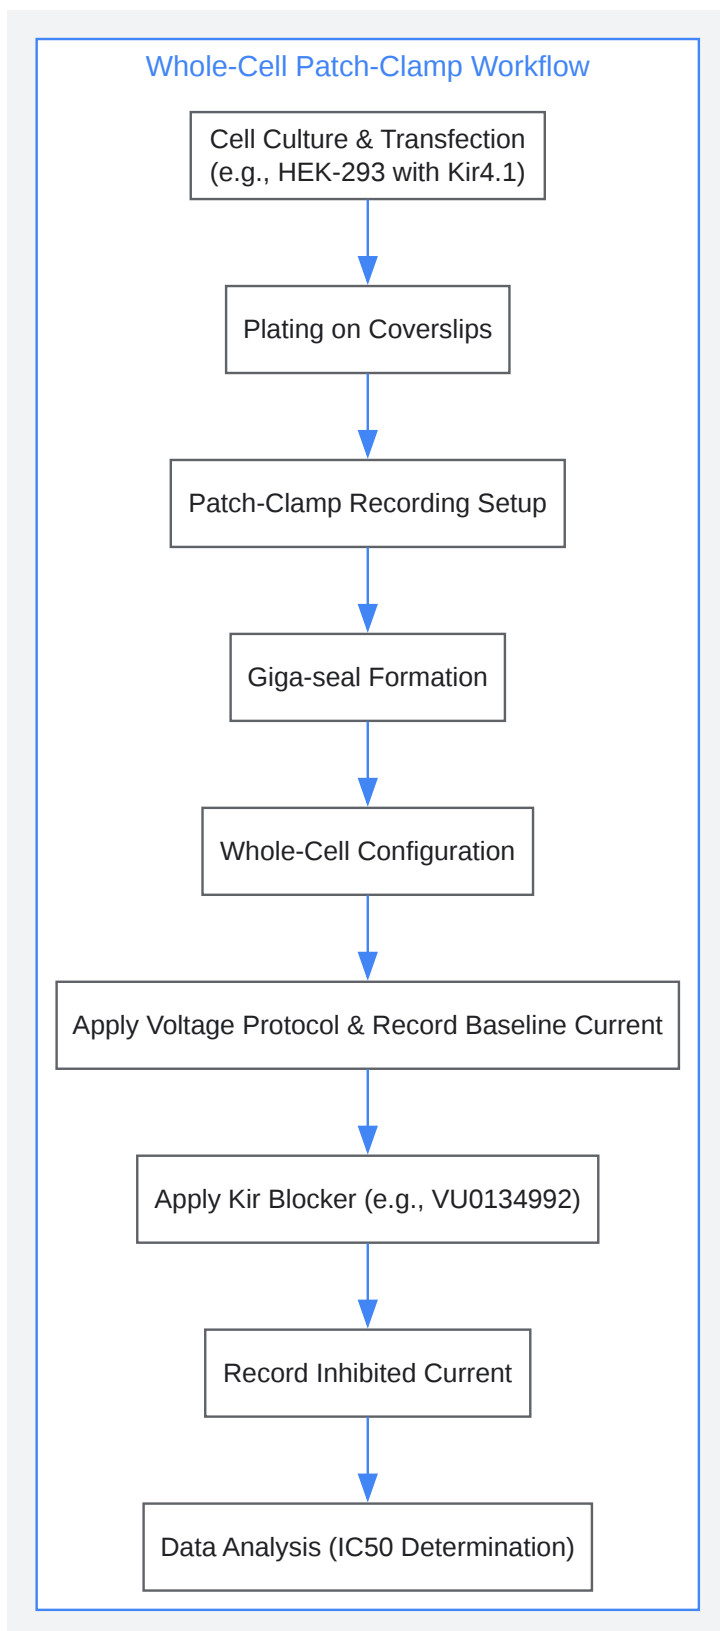 Whole-Cell Patch-Clamp Workflow
Cell Culture & Transfection
(e.g., HEK-293 with Kir4.1)
Plating on Coverslips
Patch-Clamp Recording Setup
Giga-seal Formation
Whole-Cell Configuration
Apply Voltage Protocol & Record Baseline Current
Apply Kir Blocker (e.g., VU0134992)
Record Inhibited Current
Data Analysis (IC50 Determination)